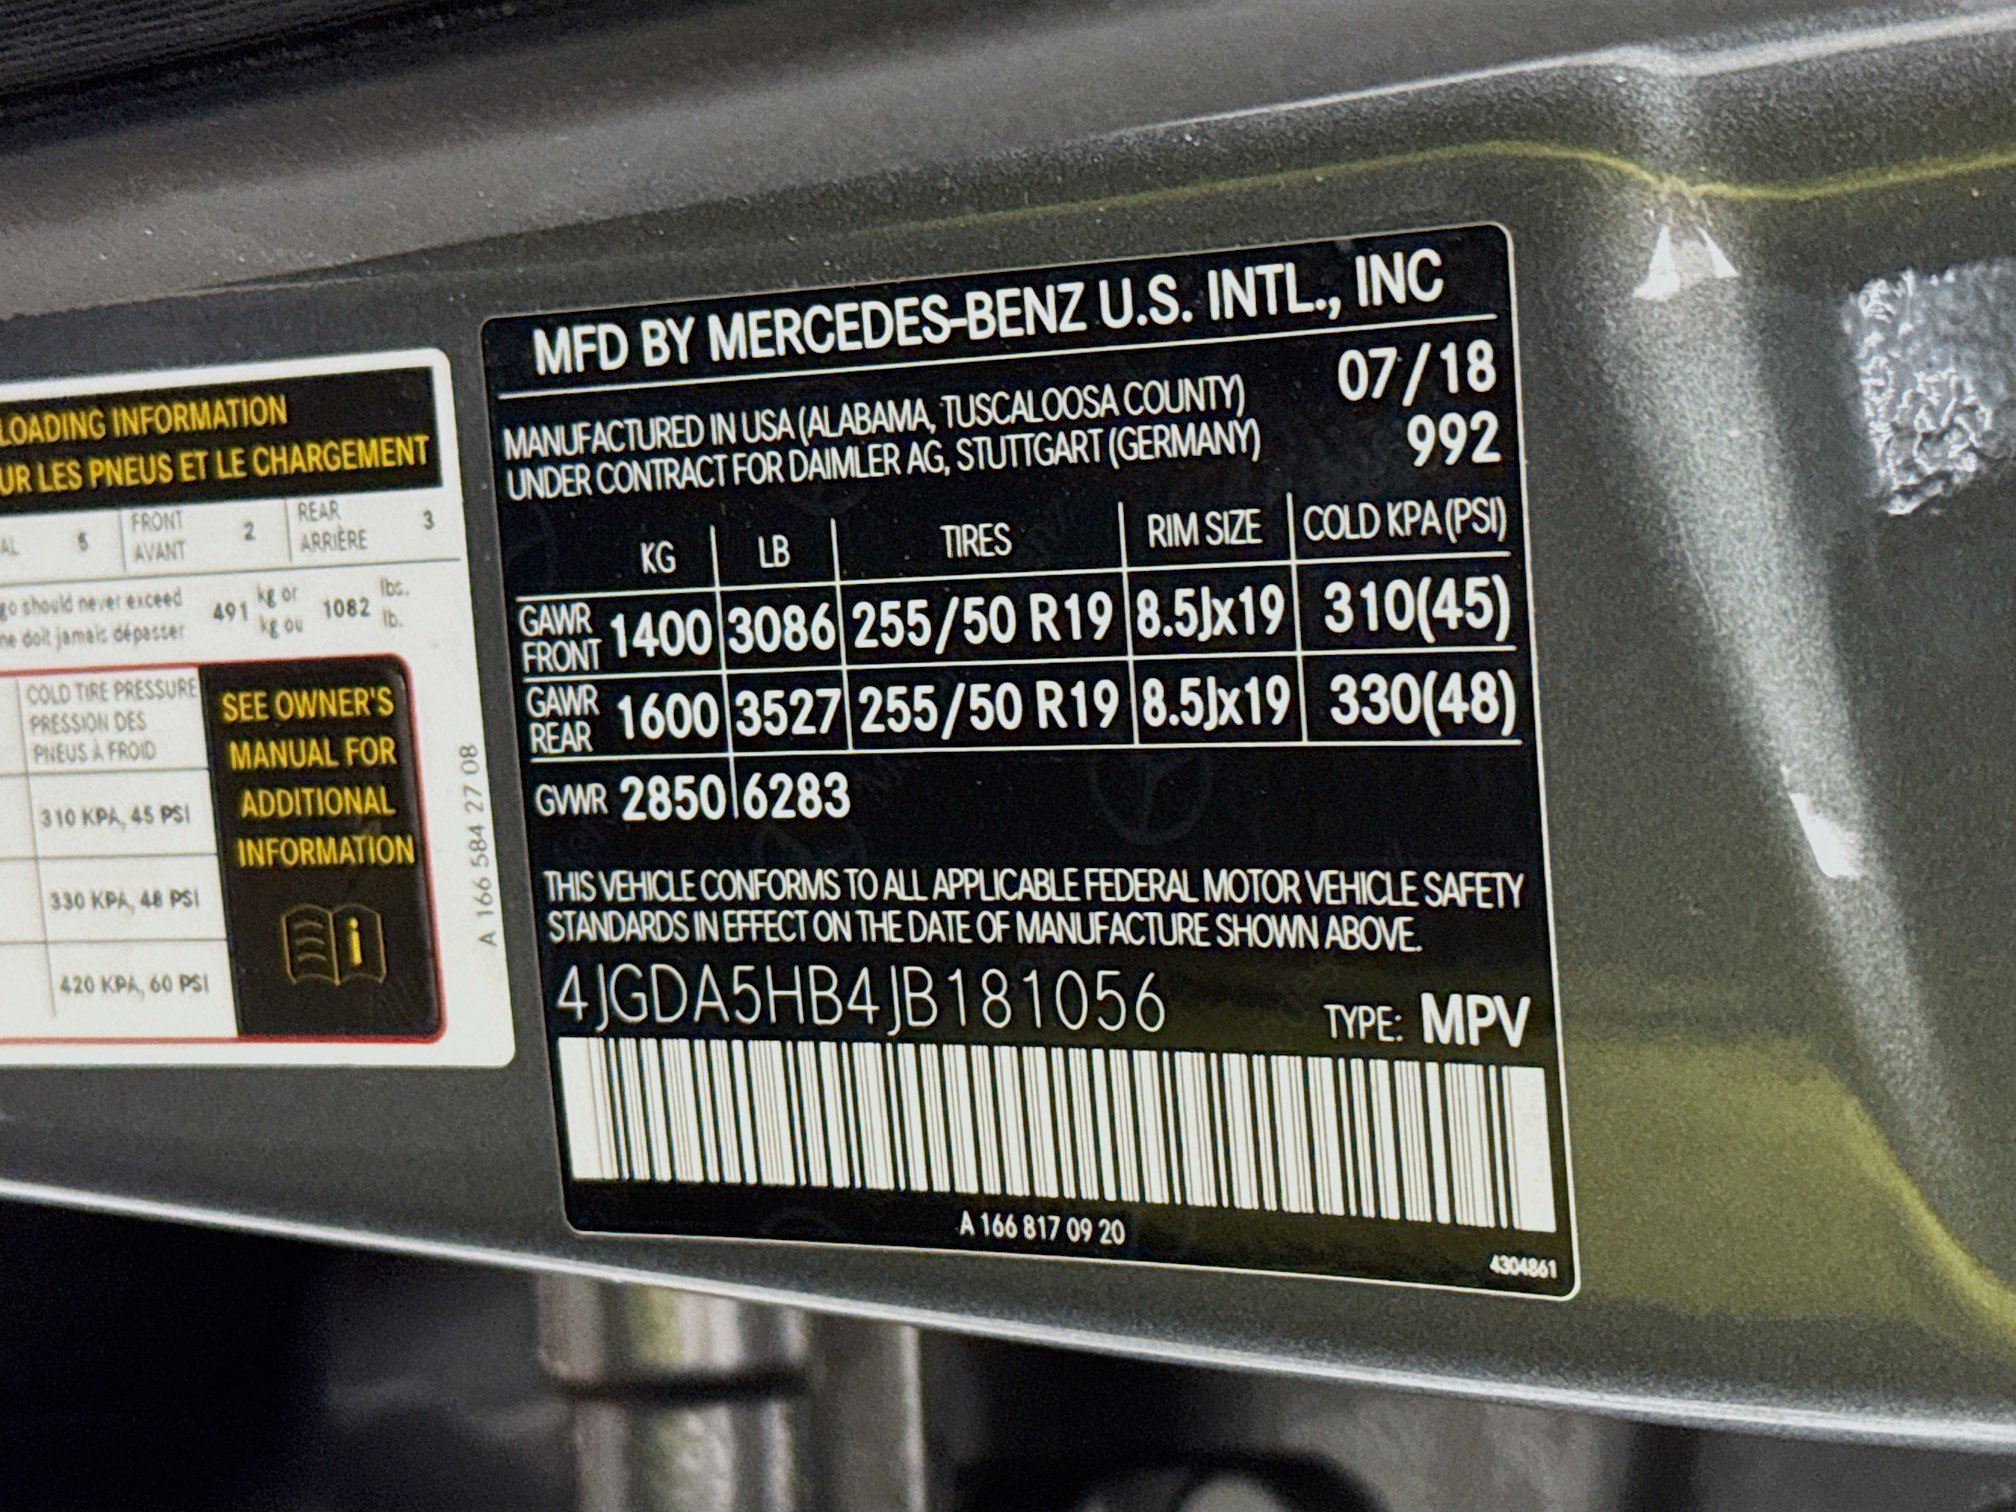 LOADING INFORMATION
UR LES PNEUS ET LE CHARGEMENT
AL 5 FRONT AVANT 2 REAR ARRIÈRE 3
go should never exceed 491 kg or 1082 lbs.
ne doit jamais dépasser kg ou lb.
COLD TIRE PRESSURE
PRESSION DES
PNEUS À FROID
310 KPA, 45 PSI
330 KPA, 48 PSI
420 KPA, 60 PSI
SEE OWNER'S
MANUAL FOR
ADDITIONAL
INFORMATION
i
A 166 584 27 08
MFD BY MERCEDES-BENZ U.S. INTL., INC
MANUFACTURED IN USA (ALABAMA, TUSCALOOSA COUNTY) 07/18
UNDER CONTRACT FOR DAIMLER AG, STUTTGART (GERMANY) 992
KG LB TIRES RIM SIZE COLD KPA (PSI)
GAWR FRONT 1400 3086 255/50 R19 8.5Jx19 310(45)
GAWR REAR 1600 3527 255/50 R19 8.5Jx19 330(48)
GVWR 2850 6283
THIS VEHICLE CONFORMS TO ALL APPLICABLE FEDERAL MOTOR VEHICLE SAFETY
STANDARDS IN EFFECT ON THE DATE OF MANUFACTURE SHOWN ABOVE.
4JGDA5HB4JB181056 TYPE: MPV
A 166 817 09 20
4304861